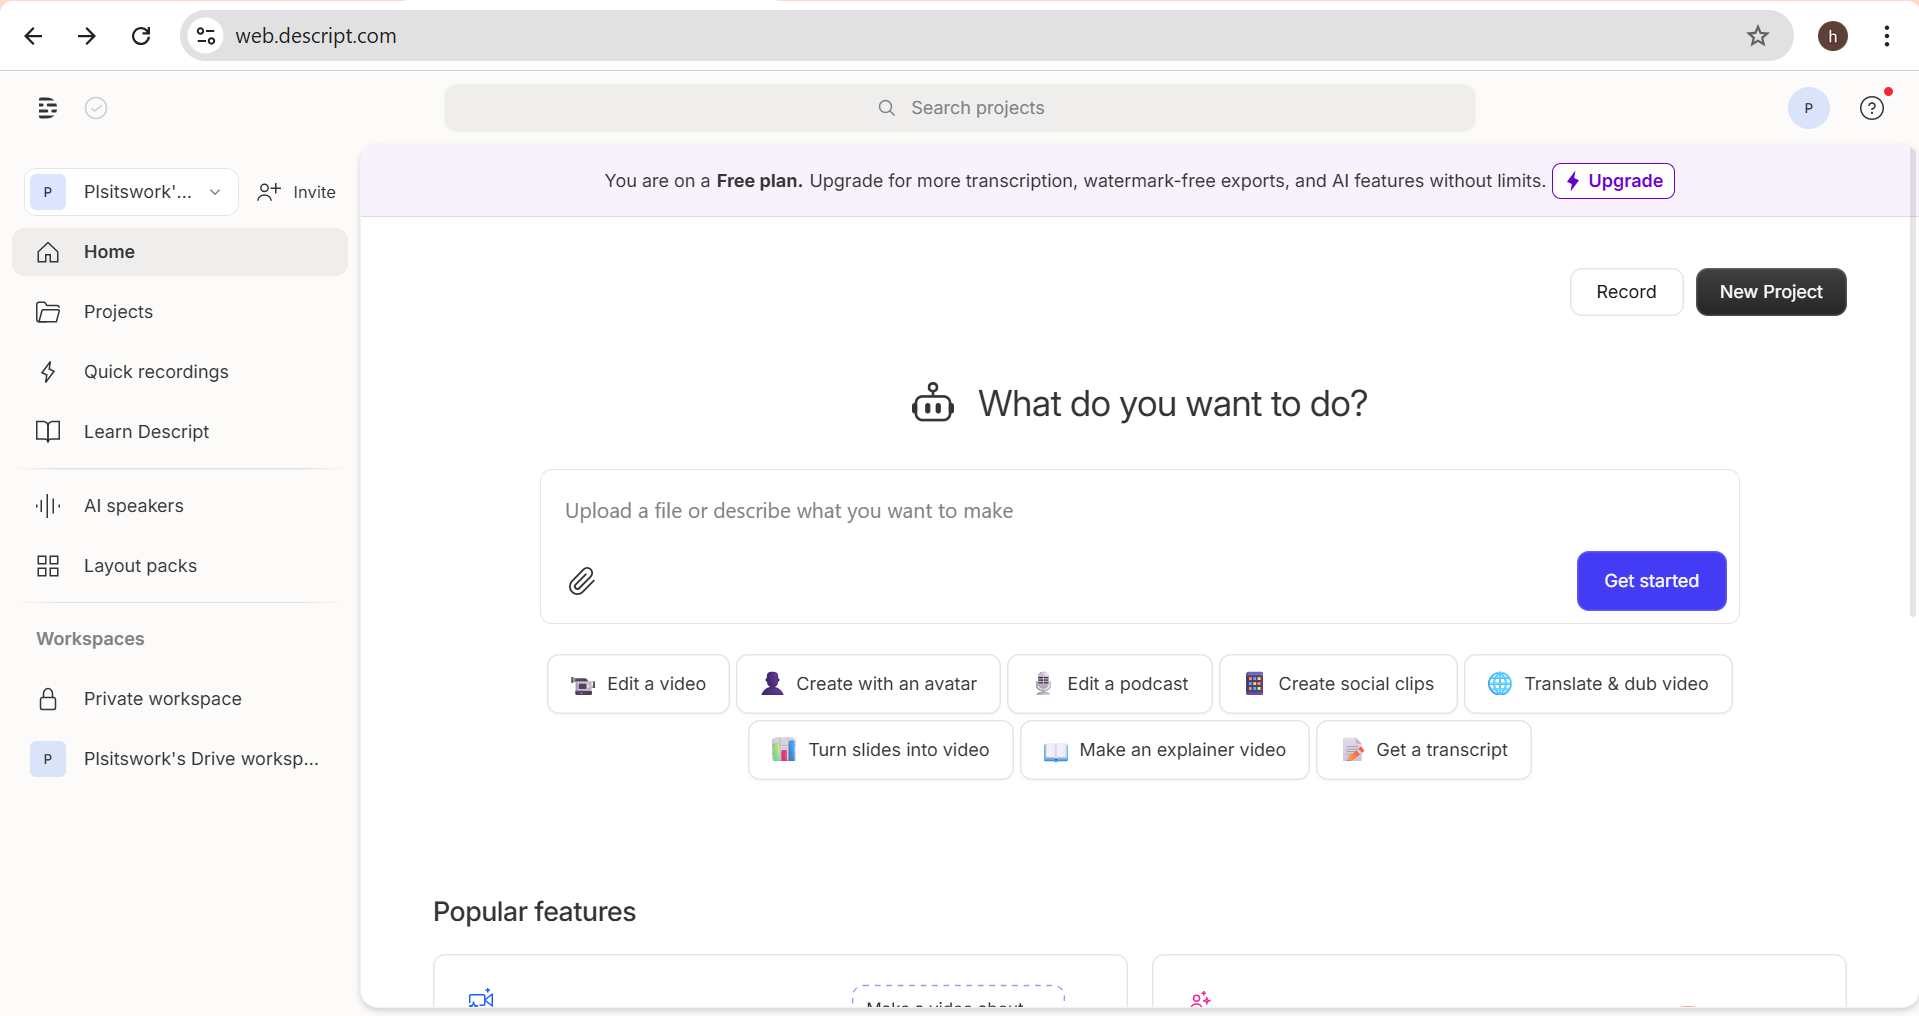 web.descript.com
h
Search projects
P
P Plsitswork'... Invite
You are on a Free plan. Upgrade for more transcription, watermark-free exports, and AI features without limits. Upgrade
Home
Projects
Quick recordings
Learn Descript
AI speakers
Layout packs
Workspaces
Private workspace
P Plsitswork's Drive worksp...
Record New Project
What do you want to do?
Upload a file or describe what you want to make
Get started
Edit a video Create with an avatar Edit a podcast Create social clips Translate & dub video
Turn slides into video Make an explainer video Get a transcript
Popular features
Make a video about